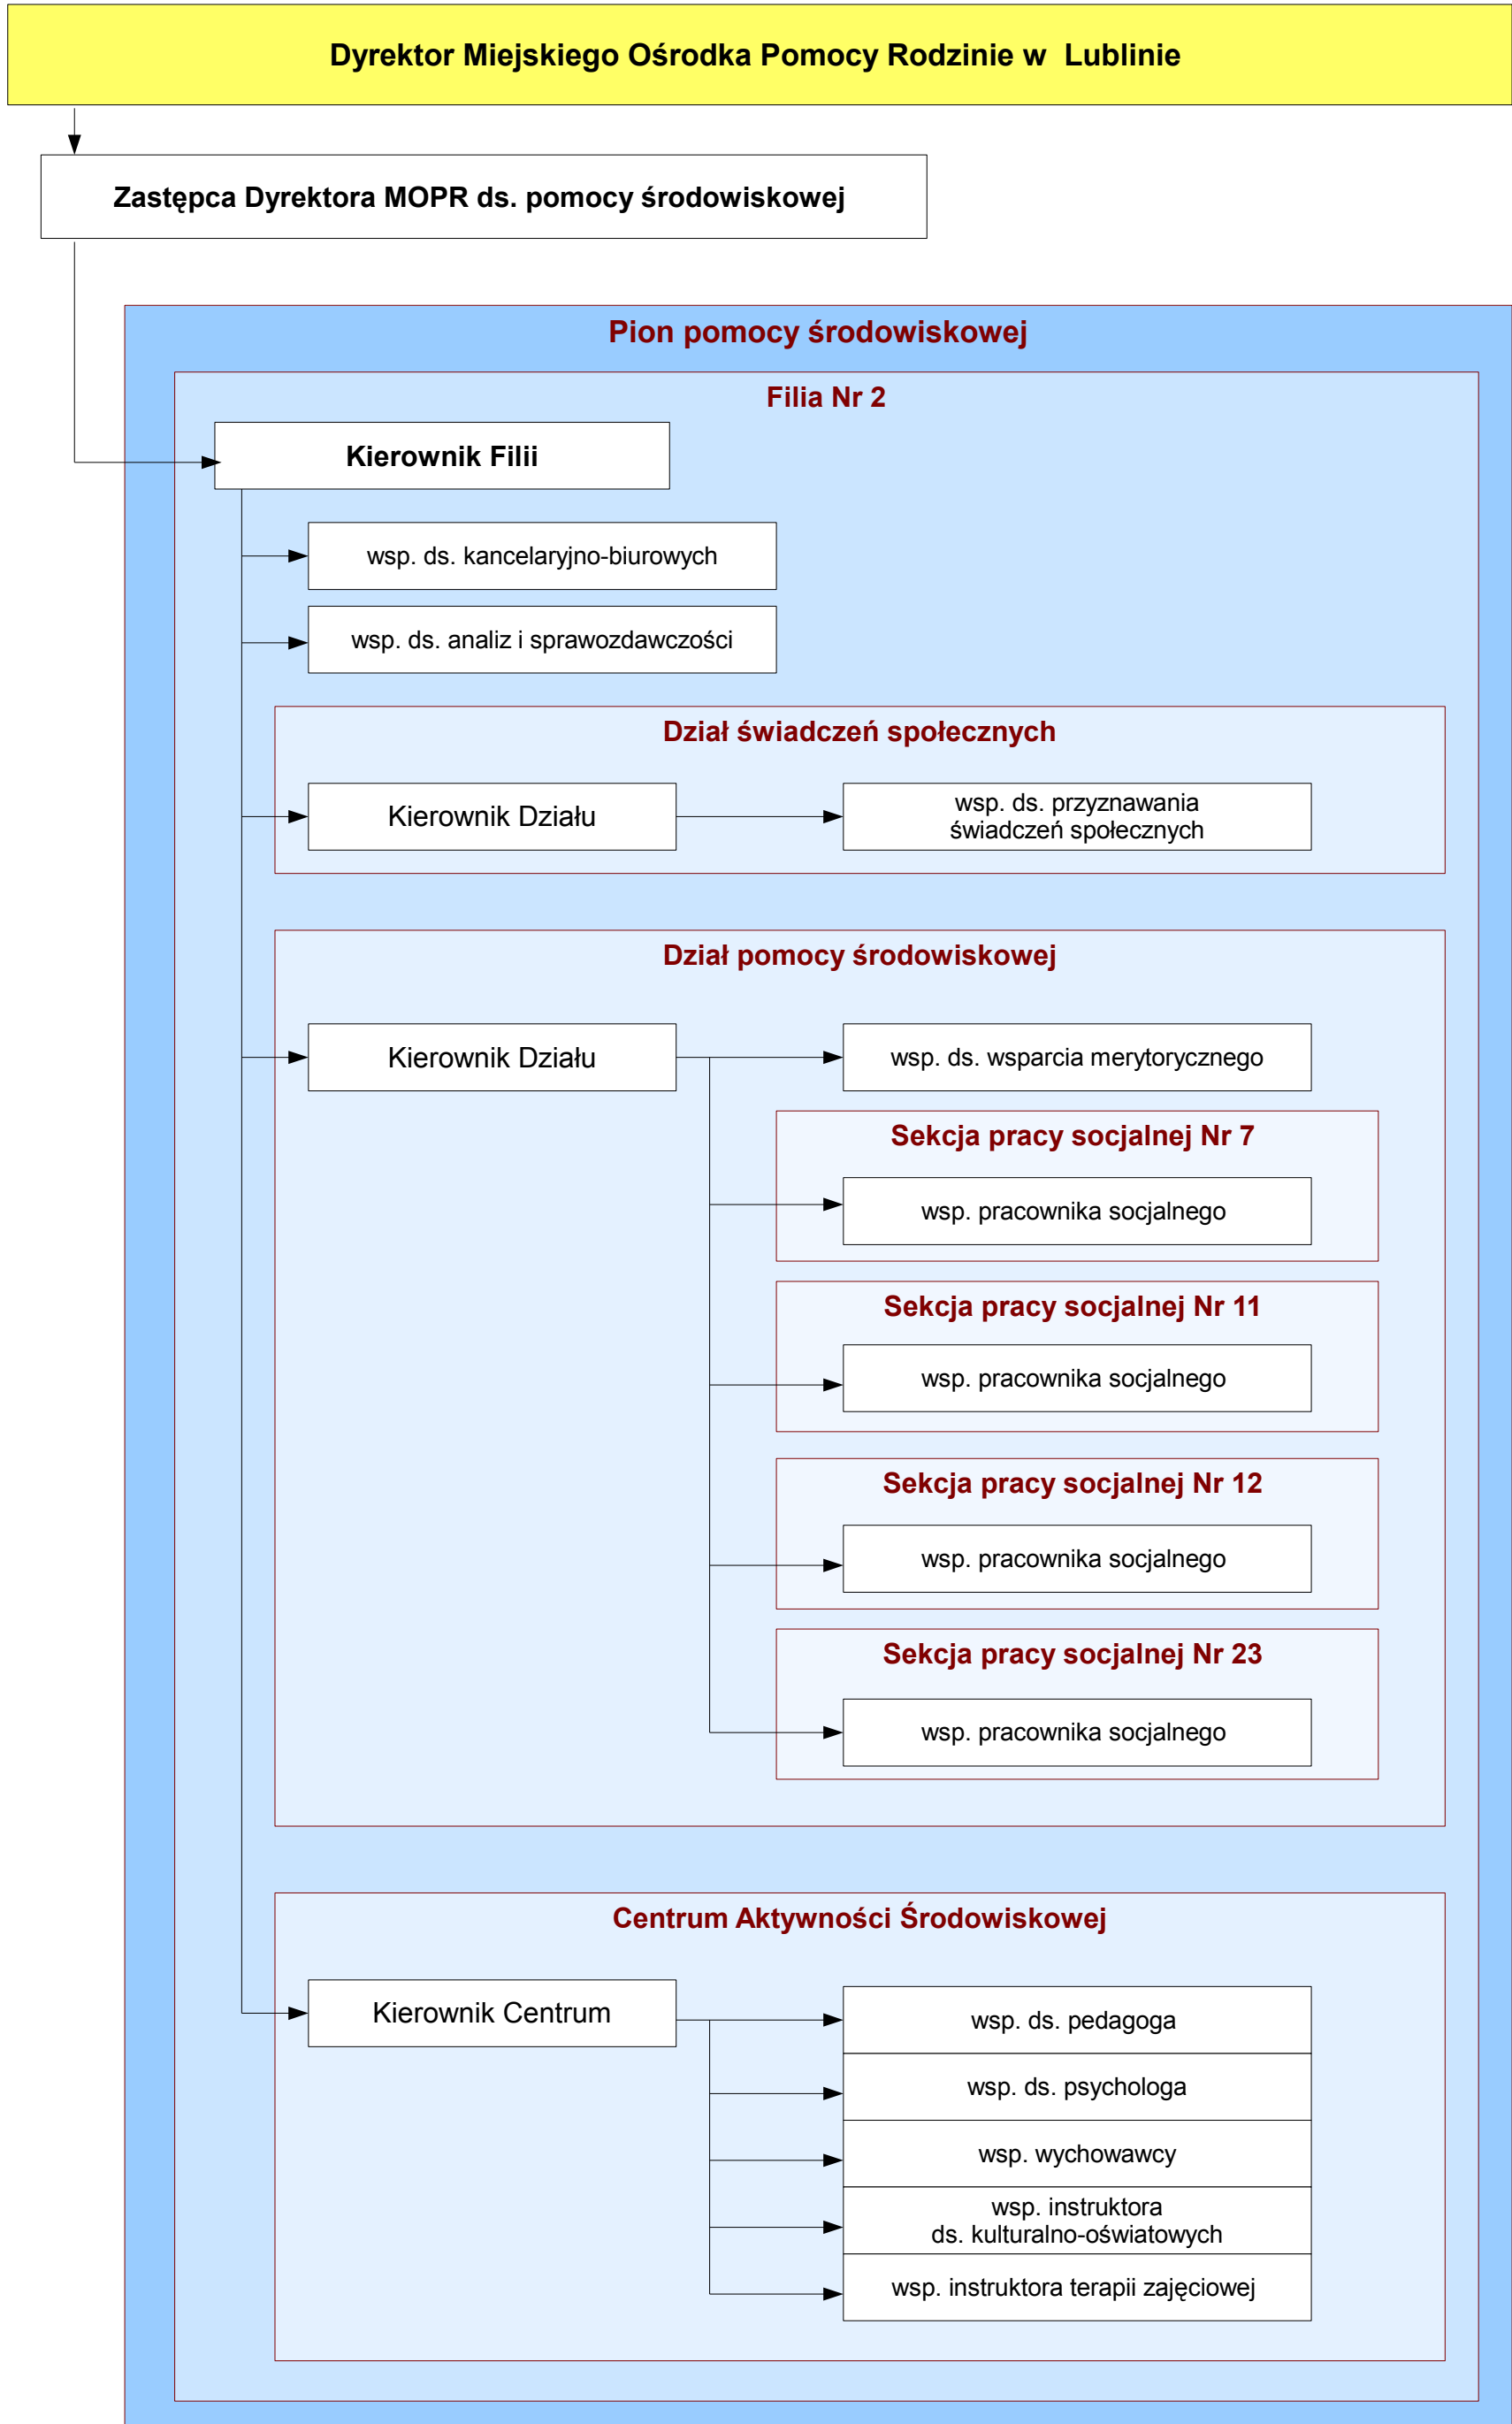 Dyrektor Miejskiego Ośrodka Pomocy Rodzinie w Lublinie
Zastępca Dyrektora MOPR ds. pomocy środowiskowej
Pion pomocy środowiskowej
Filia Nr 2
Kierownik Filii
wsp. ds. kancelaryjno-biurowych
wsp. ds. analiz i sprawozdawczości
Dział świadczeń społecznych
Kierownik Działu
wsp. ds. przyznawania
świadczeń społecznych
Dział pomocy środowiskowej
Kierownik Działu
wsp. ds. wsparcia merytorycznego
Sekcja pracy socjalnej Nr 7
wsp. pracownika socjalnego
Sekcja pracy socjalnej Nr 11
wsp. pracownika socjalnego
Sekcja pracy socjalnej Nr 12
wsp. pracownika socjalnego
Sekcja pracy socjalnej Nr 23
wsp. pracownika socjalnego
Centrum Aktywności Środowiskowej
Kierownik Centrum
wsp. ds. pedagoga
wsp. ds. psychologa
wsp. wychowawcy
wsp. instruktora
ds. kulturalno-oświatowych
wsp. instruktora terapii zajęciowej